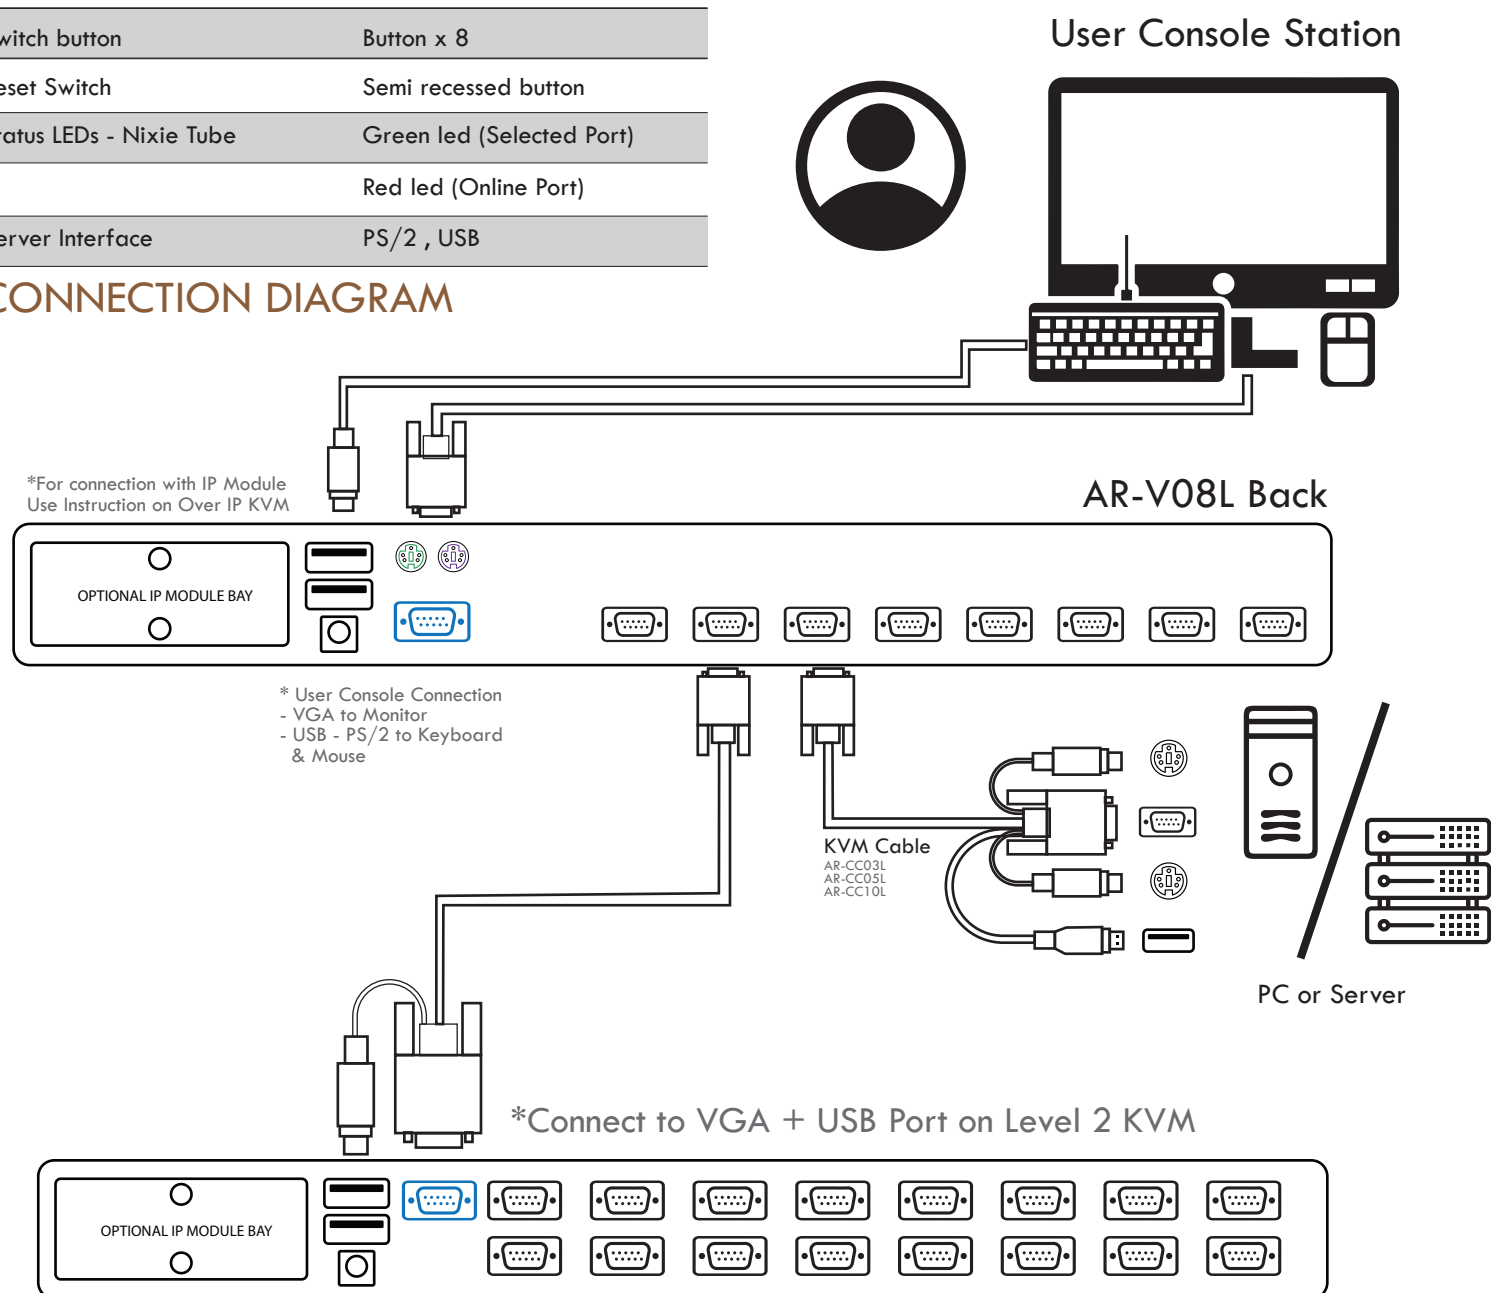 witch button Button x 8
eset Switch Semi recessed button
tatus LEDs - Nixie Tube Green led (Selected Port)
Red led (Online Port)
erver Interface PS/2 , USB
User Console Station
CONNECTION DIAGRAM
*For connection with IP Module
Use Instruction on Over IP KVM
AR-V08L Back
OPTIONAL IP MODULE BAY
* User Console Connection
- VGA to Monitor
- USB - PS/2 to Keyboard
& Mouse
KVM Cable
AR-CC03L
AR-CC05L
AR-CC10L
PC or Server
*Connect to VGA + USB Port on Level 2 KVM
OPTIONAL IP MODULE BAY